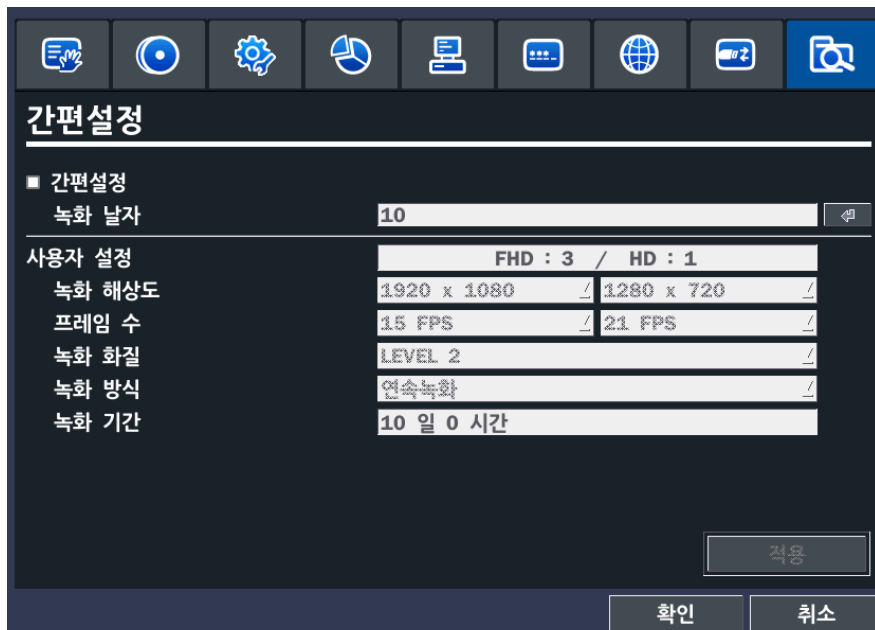 간편설정
간편설정
녹화 날자 10
사용자 설정 FHD : 3 / HD : 1
녹화 해상도 1920 x 1080 1280 x 720
프레임 수 15 FPS 21 FPS
녹화 화질 LEVEL 2
녹화 방식 연속녹화
녹화 기간 10 일 0 시간
적용
확인 취소